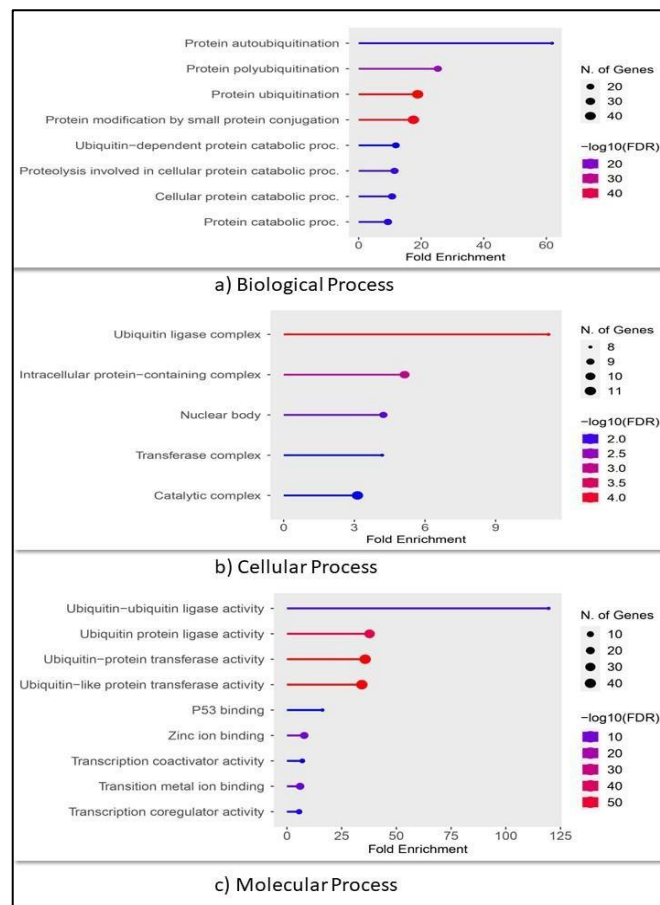 Protein autoubiquitination
Protein polyubiquitination
Protein ubiquitination
Protein modification by small protein conjugation
Ubiquitin−dependent protein catabolic proc.
Proteolysis involved in cellular protein catabolic proc.
Cellular protein catabolic proc.
Protein catabolic proc.
0 20 40 60
Fold Enrichment
N. of Genes
20
30
40
−log10(FDR)
20
30
40
a) Biological Process
Ubiquitin ligase complex
Intracellular protein−containing complex
Nuclear body
Transferase complex
Catalytic complex
0 3 6 9
Fold Enrichment
N. of Genes
8
9
10
11
−log10(FDR)
2.0
2.5
3.0
3.5
4.0
b) Cellular Process
Ubiquitin−ubiquitin ligase activity
Ubiquitin protein ligase activity
Ubiquitin−protein transferase activity
Ubiquitin−like protein transferase activity
P53 binding
Zinc ion binding
Transcription coactivator activity
Transition metal ion binding
Transcription coregulator activity
0 25 50 75 100 125
Fold Enrichment
N. of Genes
10
20
30
40
−log10(FDR)
10
20
30
40
50
c) Molecular Process